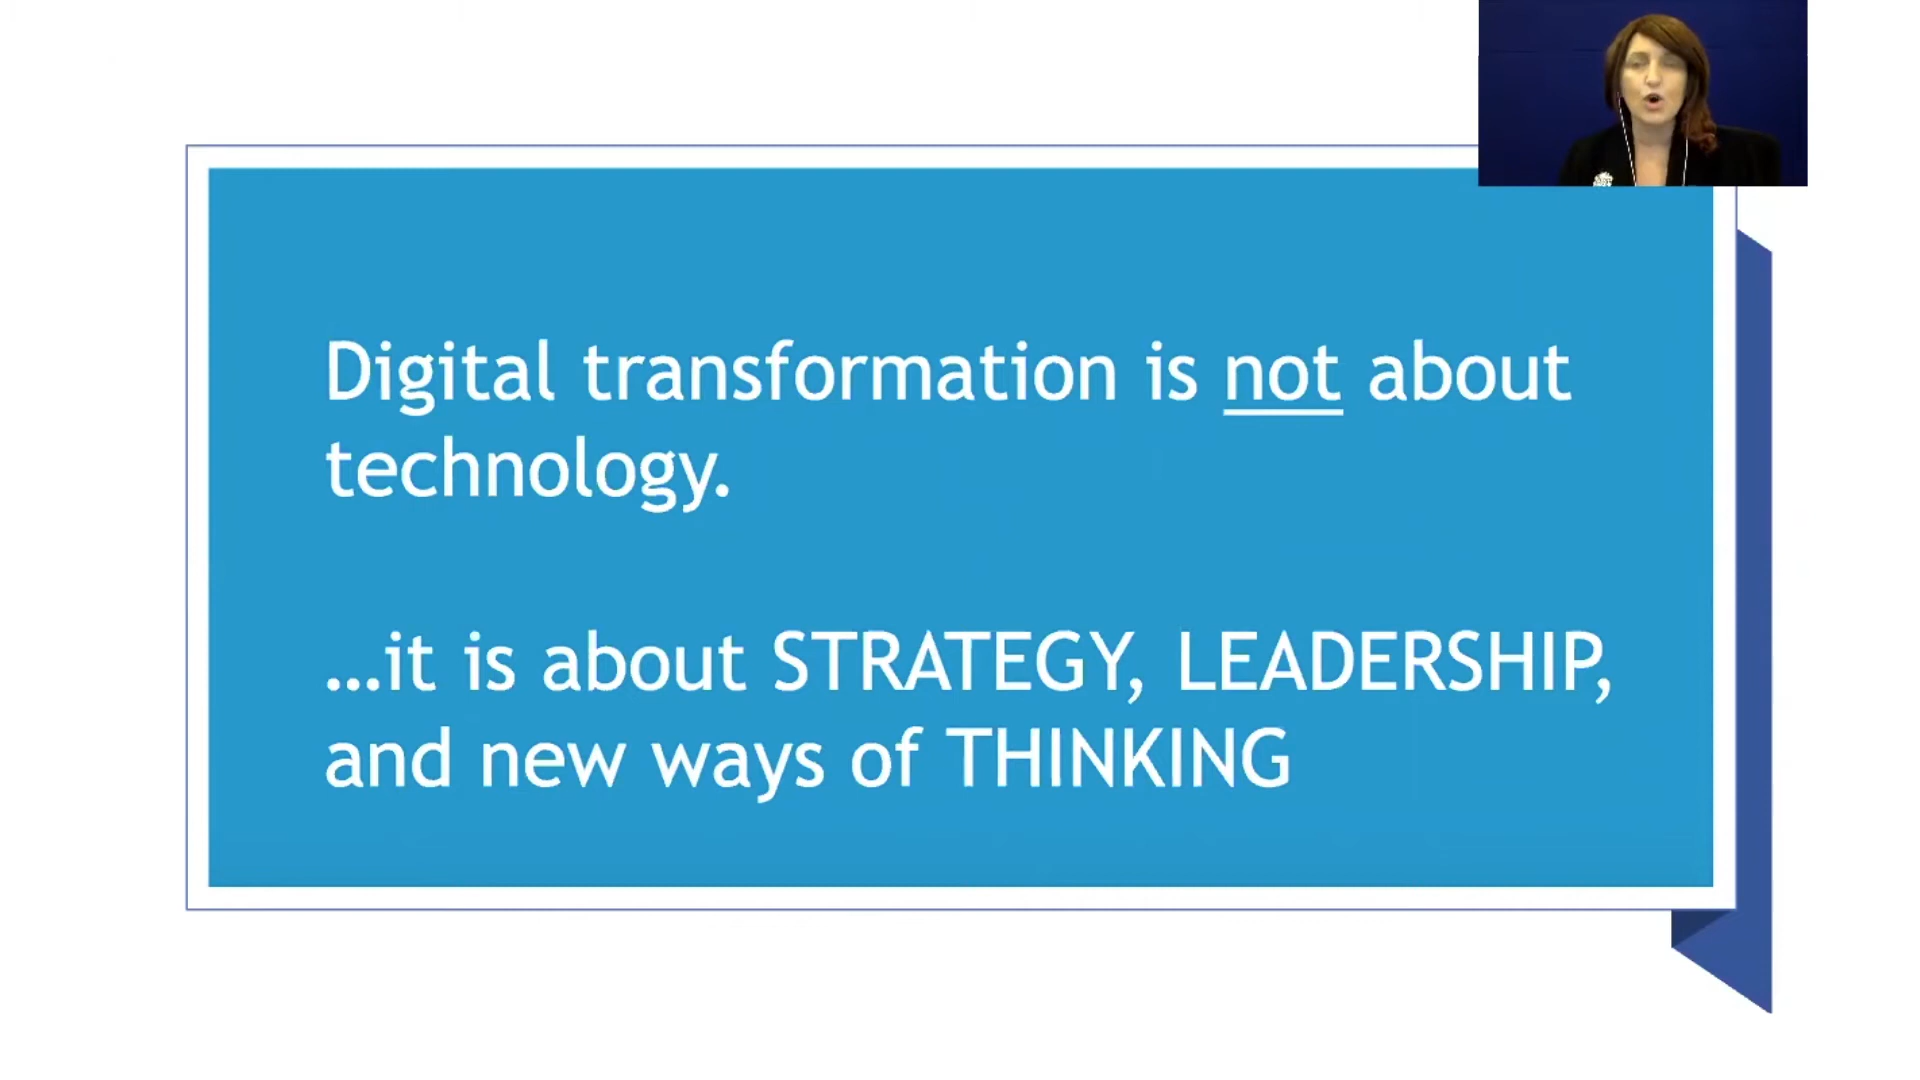 Digital transformation is not about
technology.
...it is about STRATEGY, LEADERSHIP,
and new ways of THINKING